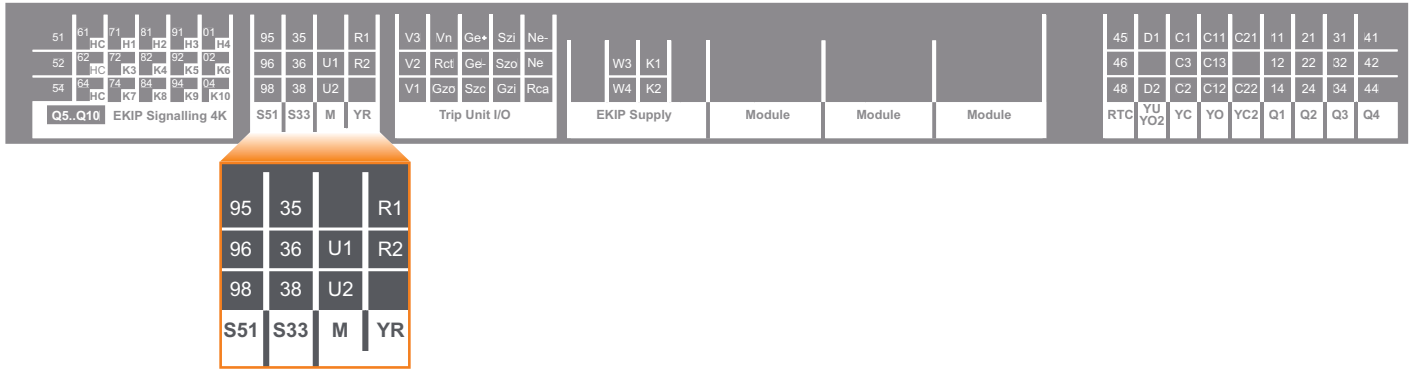 51 61 HC 71 H1 81 H2 91 H3 01 H4 95 35 R1 V3 Vn Ge+ Szi Ne- 45 D1 C1 C11 C21 11 21 31 41
52 62 HC 72 K3 82 K4 92 K5 02 K6 96 36 U1 R2 V2 Rct Ge- Szo Ne W3 K1 46 C3 C13 12 22 32 42
54 64 HC 74 K7 84 K8 94 K9 04 K10 98 38 U2 V1 Gzo Szc Gzi Rca W4 K2 48 D2 C2 C12 C22 14 24 34 44
Q5..Q10 EKIP Signalling 4K S51 S33 M YR Trip Unit I/O EKIP Supply Module Module Module RTC YU YC YO YC2 Q1 Q2 Q3 Q4
YO2
95 35 R1
96 36 U1 R2
98 38 U2
S51 S33 M YR